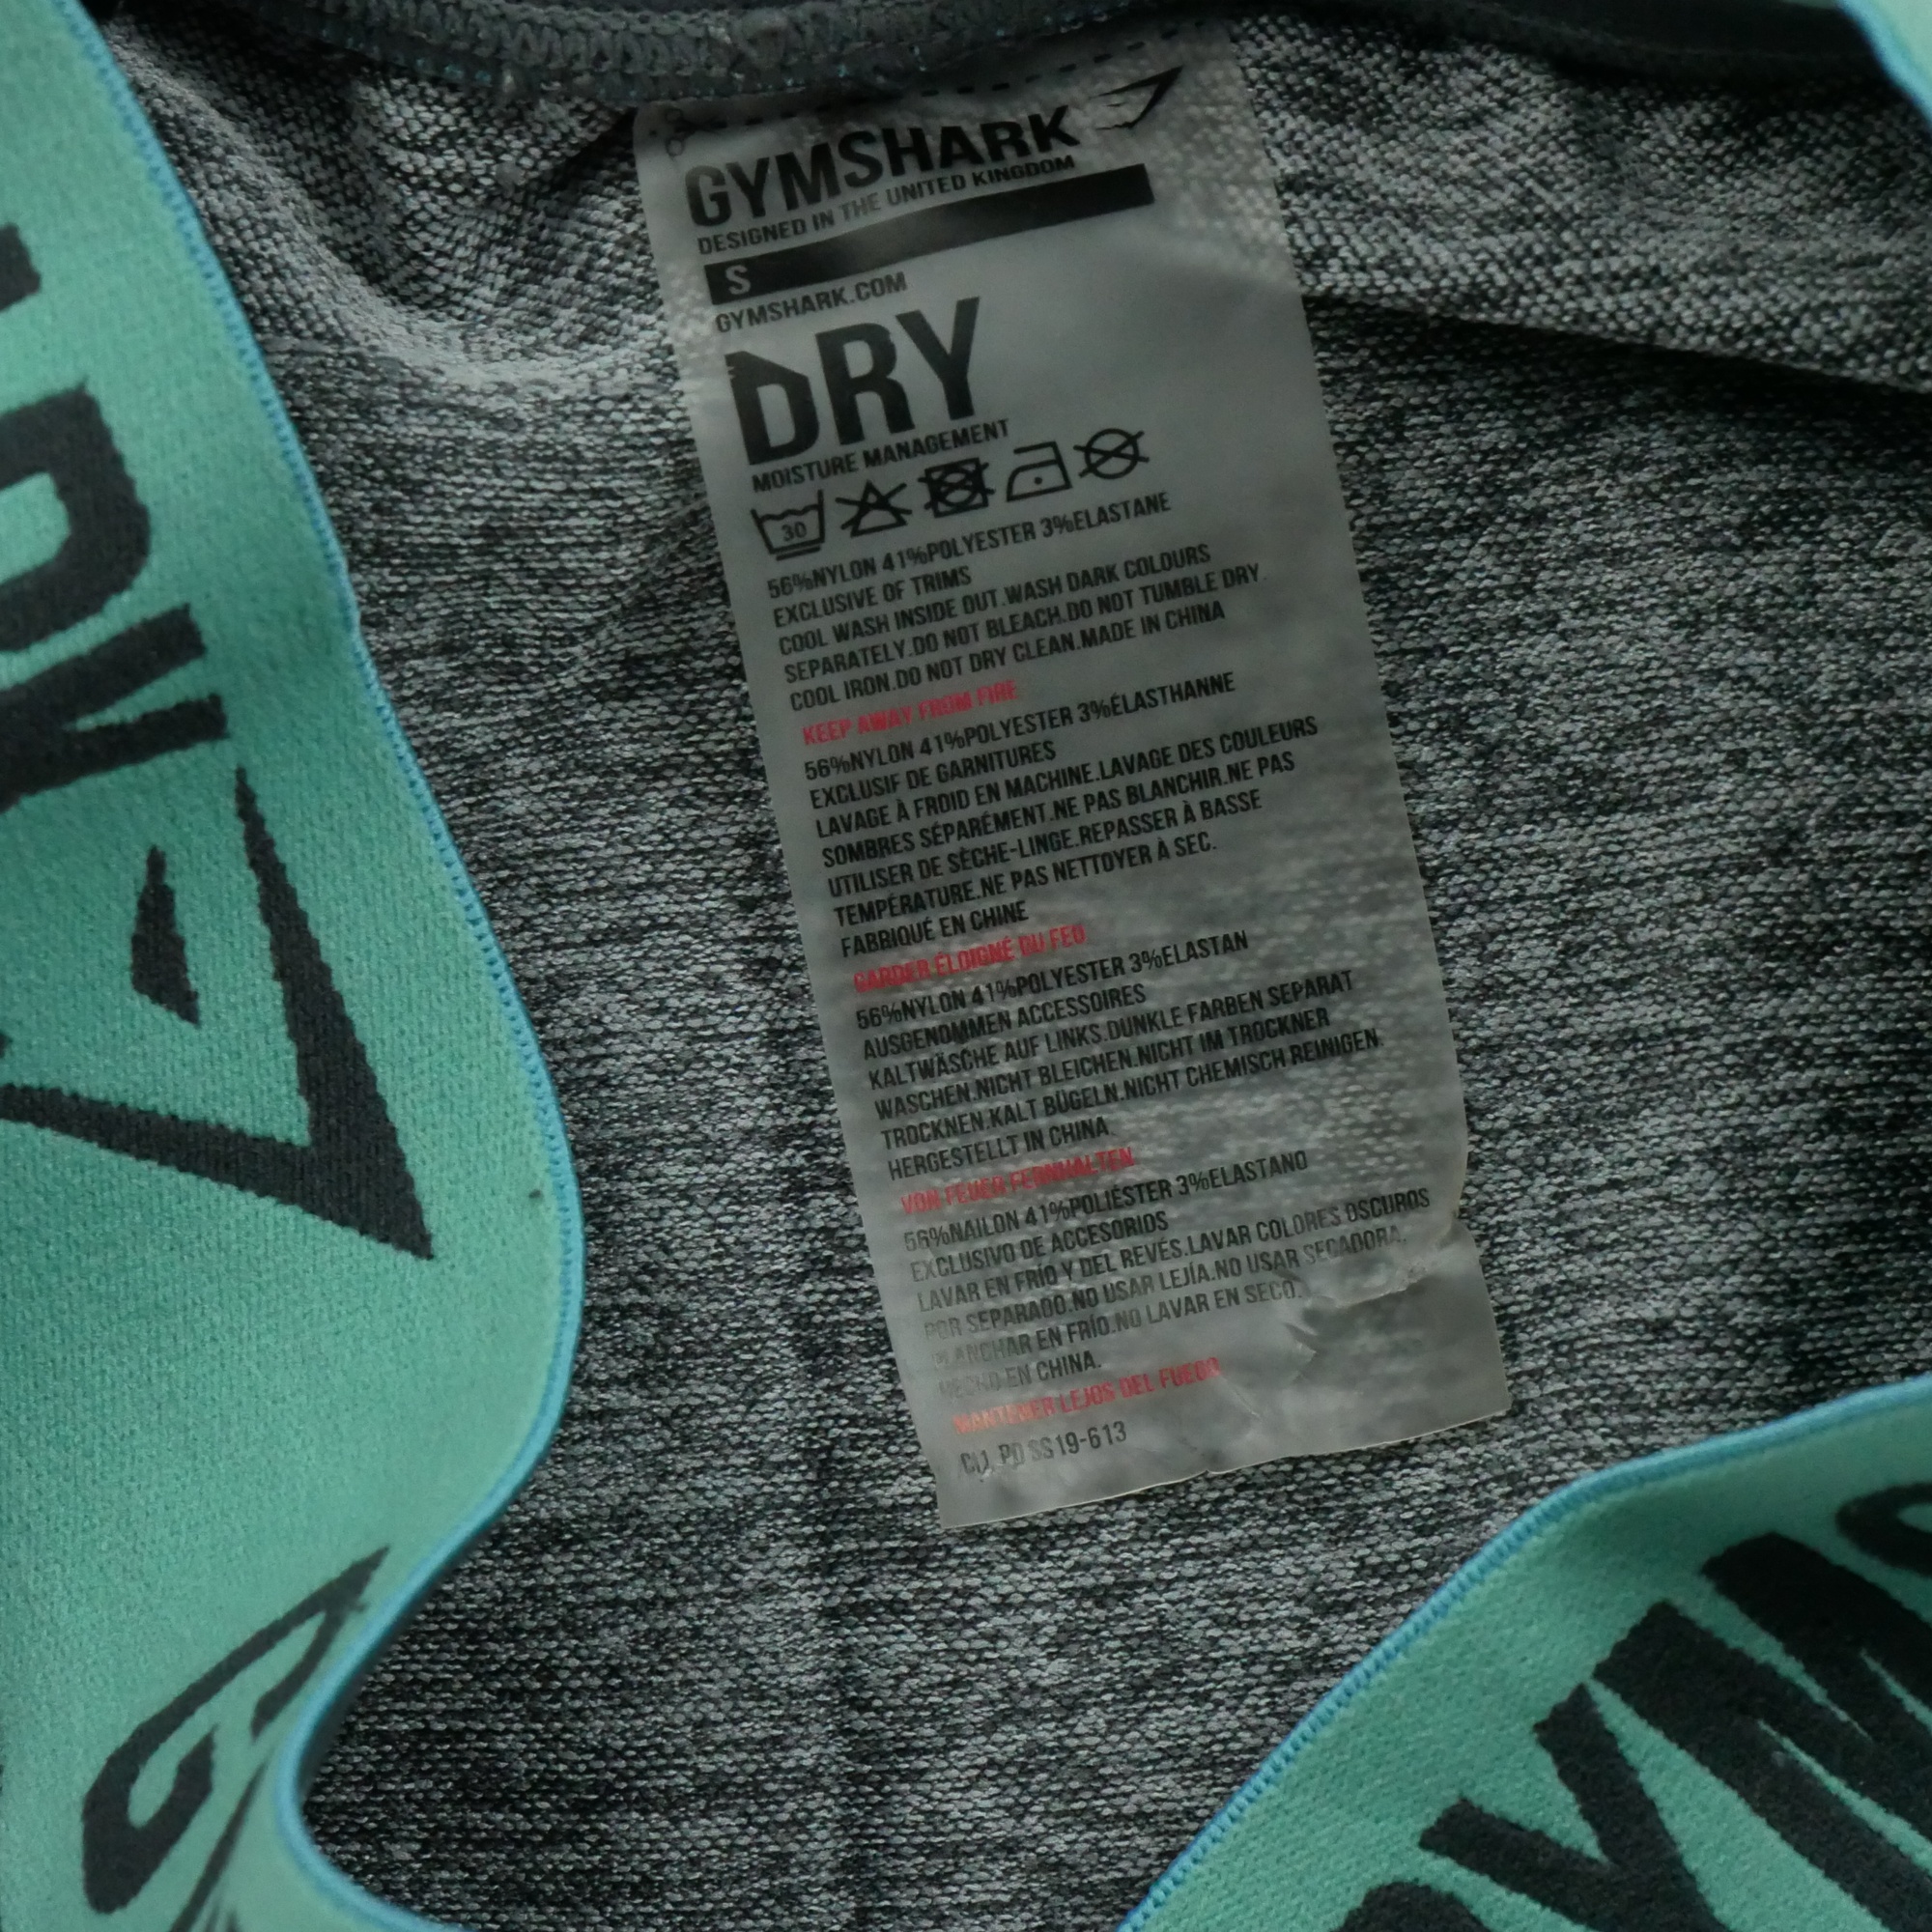 GYMSHARK
DESIGNED IN THE UNITED KINGDOM
S
GYMSHARK.COM
DRY
MOISTURE MANAGEMENT
30
56%NYLON 41%POLYESTER 3%ELASTANE
EXCLUSIVE OF TRIMS
COOL WASH INSIDE OUT.WASH DARK COLOURS
SEPARATELY.DO NOT BLEACH.DO NOT TUMBLE DRY.
COOL IRON.DO NOT DRY CLEAN.MADE IN CHINA
KEEP AWAY FROM FIRE
56%NYLON 41%POLYESTER 3%ÉLASTHANNE
EXCLUSIF DE GARNITURES
LAVAGE À FROID EN MACHINE.LAVAGE DES COULEURS
SOMBRES SÉPARÉMENT.NE PAS BLANCHIR.NE PAS
UTILISER DE SÈCHE-LINGE.REPASSER À BASSE
TEMPÉRATURE.NE PAS NETTOYER À SEC.
FABRIQUÉ EN CHINE
GARDER ÉLOIGNÉ DU FEU
56%NYLON 41%POLYESTER 3%ELASTAN
AUSGENOMMEN ACCESSOIRES
KALTWÄSCHE AUF LINKS.DUNKLE FARBEN SEPARAT
WASCHEN.NICHT BLEICHEN.NICHT IM TROCKNER
TROCKNEN.KALT BÜGELN.NICHT CHEMISCH REINIGEN.
HERGESTELLT IN CHINA
VON FEUER FERNHALTEN
56%NAILON 41%POLIÉSTER 3%ELASTANO
EXCLUSIVO DE ACCESORIOS
LAVAR EN FRÍO Y DEL REVÉS.LAVAR COLORES OSCUROS
POR SEPARADO.NO USAR LEJÍA.NO USAR SECADORA.
PLANCHAR EN FRÍO.NO LAVAR EN SECO.
HECHO EN CHINA.
MANTENER LEJOS DEL FUEGO
PD SS19-613
GYMS